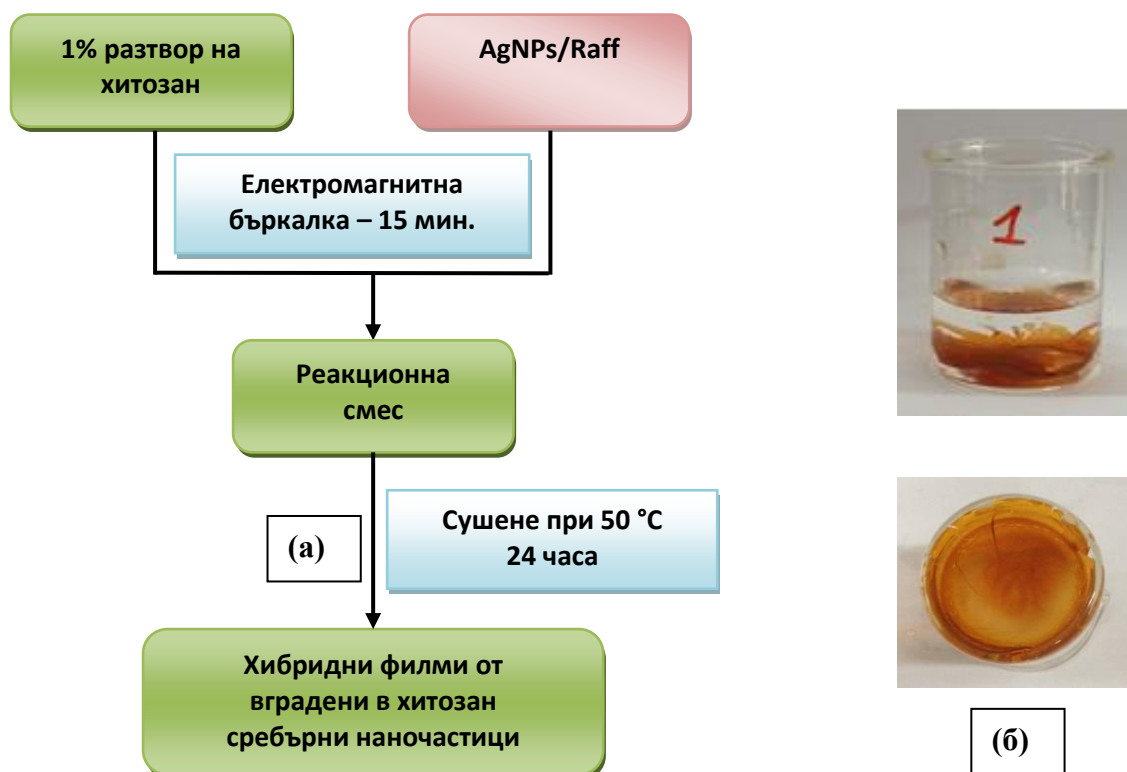 1% разтвор на
хитозан
AgNPs/Raff
Електромагнитна
бъркалка – 15 мин.
Реакционна
смес
(а)
Сушене при 50 °C
24 часа
Хибридни филми от
вградени в хитозан
сребърни наночастици
1
(б)